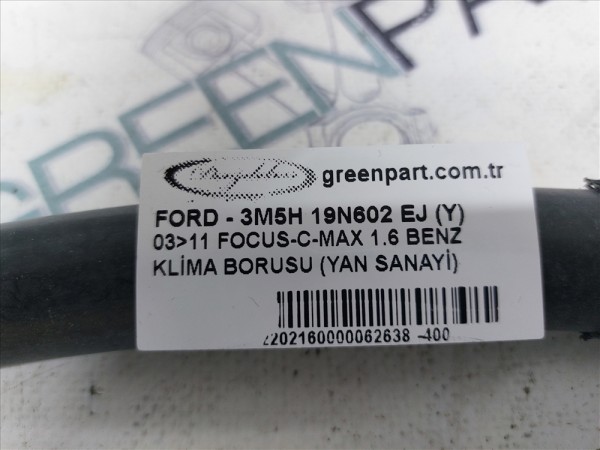 GREENPART
greenpart.com.tr
FORD - 3M5H 19N602 EJ (Y)
03>11 FOCUS-C-MAX 1.6 BENZ
KLİMA BORUSU (YAN SANAYİ)
2202160000062638 -400